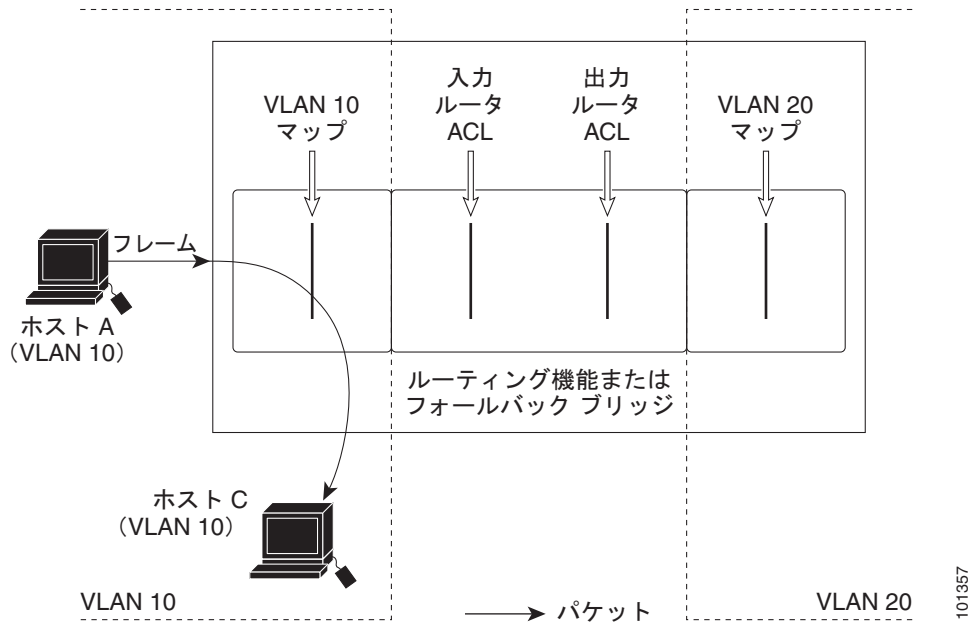 VLAN 10
マップ
入力
ルータ
ACL
出力
ルータ
ACL
VLAN 20
マップ
フレーム
ホスト A
(VLAN 10)
ルーティング機能または
フォールバック ブリッジ
ホスト C
(VLAN 10)
VLAN 10
パケット
VLAN 20
101357